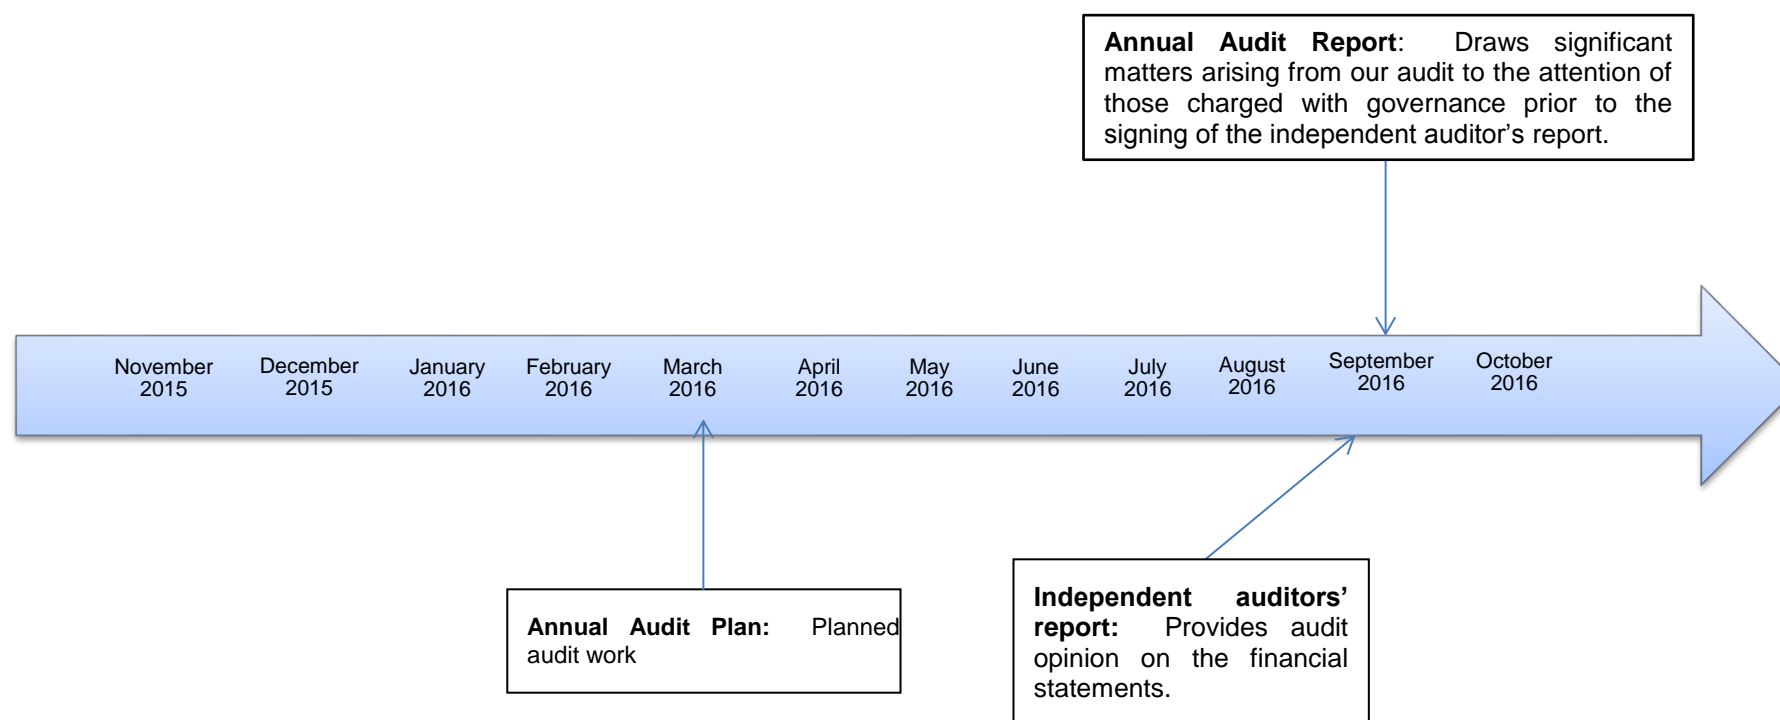 Annual Audit Report: Draws significant
matters arising from our audit to the attention of
those charged with governance prior to the
signing of the independent auditor’s report.
November
2015
December
2015
January
2016
February
2016
March
2016
April
2016
May
2016
June
2016
July
2016
August
2016
September
2016
October
2016
Annual Audit Plan: Planned
audit work
Independent auditors’
report: Provides audit
opinion on the financial
statements.